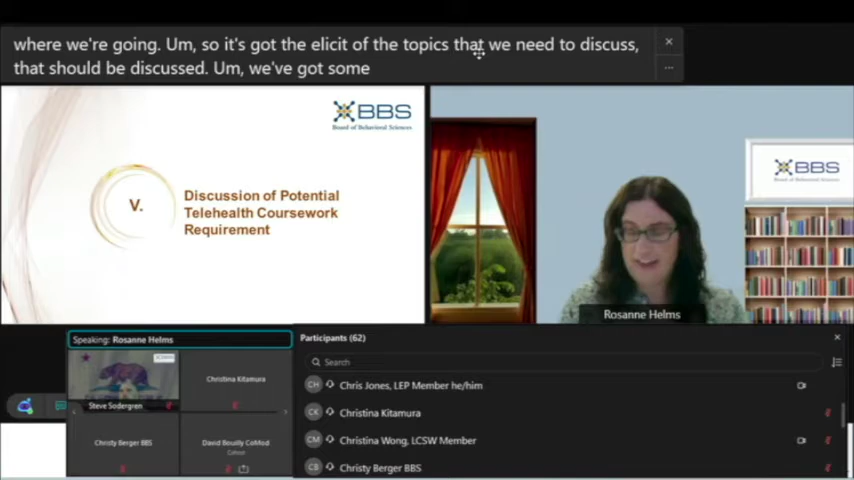 where we're going. Um, so it's got the elicit of the topics that we need to discuss,
that should be discussed. Um, we've got some
BBS
Board of Behavioral Sciences
V.
Discussion of Potential
Telehealth Coursework
Requirement
BBS
Board of Behavioral Sciences
Rosanne Helms
Speaking: Rosanne Helms
Steve Sodergren
Christina Kitamura
Christy Berger BBS
David Bouilly CoMod
Cohost
Participants (62)
Search
CH Chris Jones, LEP Member he/him
CK Christina Kitamura
CM Christina Wong, LCSW Member
CB Christy Berger BBS